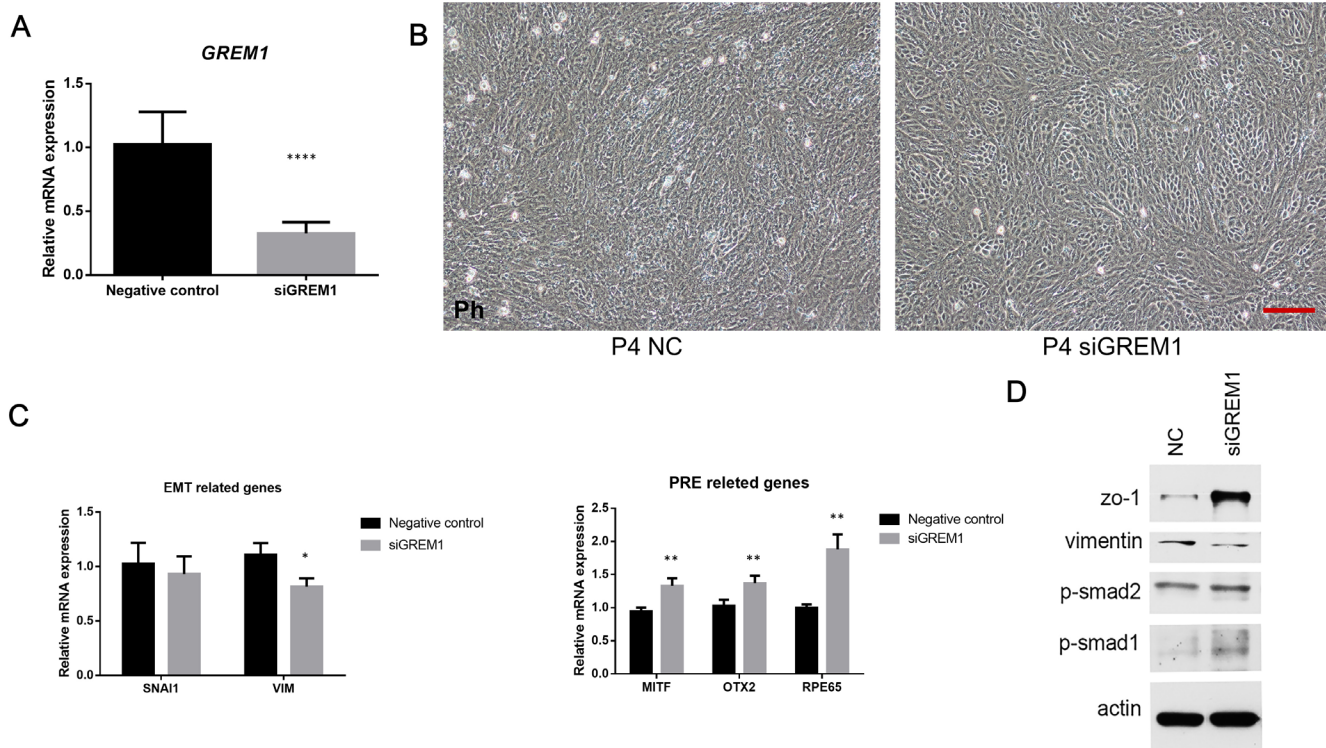 A
GREM1
Relative mRNA expression
1.5
1.0
0.5
0.0
****
Negative control
siGREM1
B
Ph
P4 NC
P4 siGREM1
C
EMT related genes
Relative mRNA expression
1.5
1.0
0.5
0.0
*
SNAI1
VIM
Negative control
siGREM1
PRE releted genes
Relative mRNA expression
2.5
2.0
1.5
1.0
0.5
0.0
**
**
**
MITF
OTX2
RPE65
Negative control
siGREM1
D
NC
siGREM1
zo-1
vimentin
p-smad2
p-smad1
actin